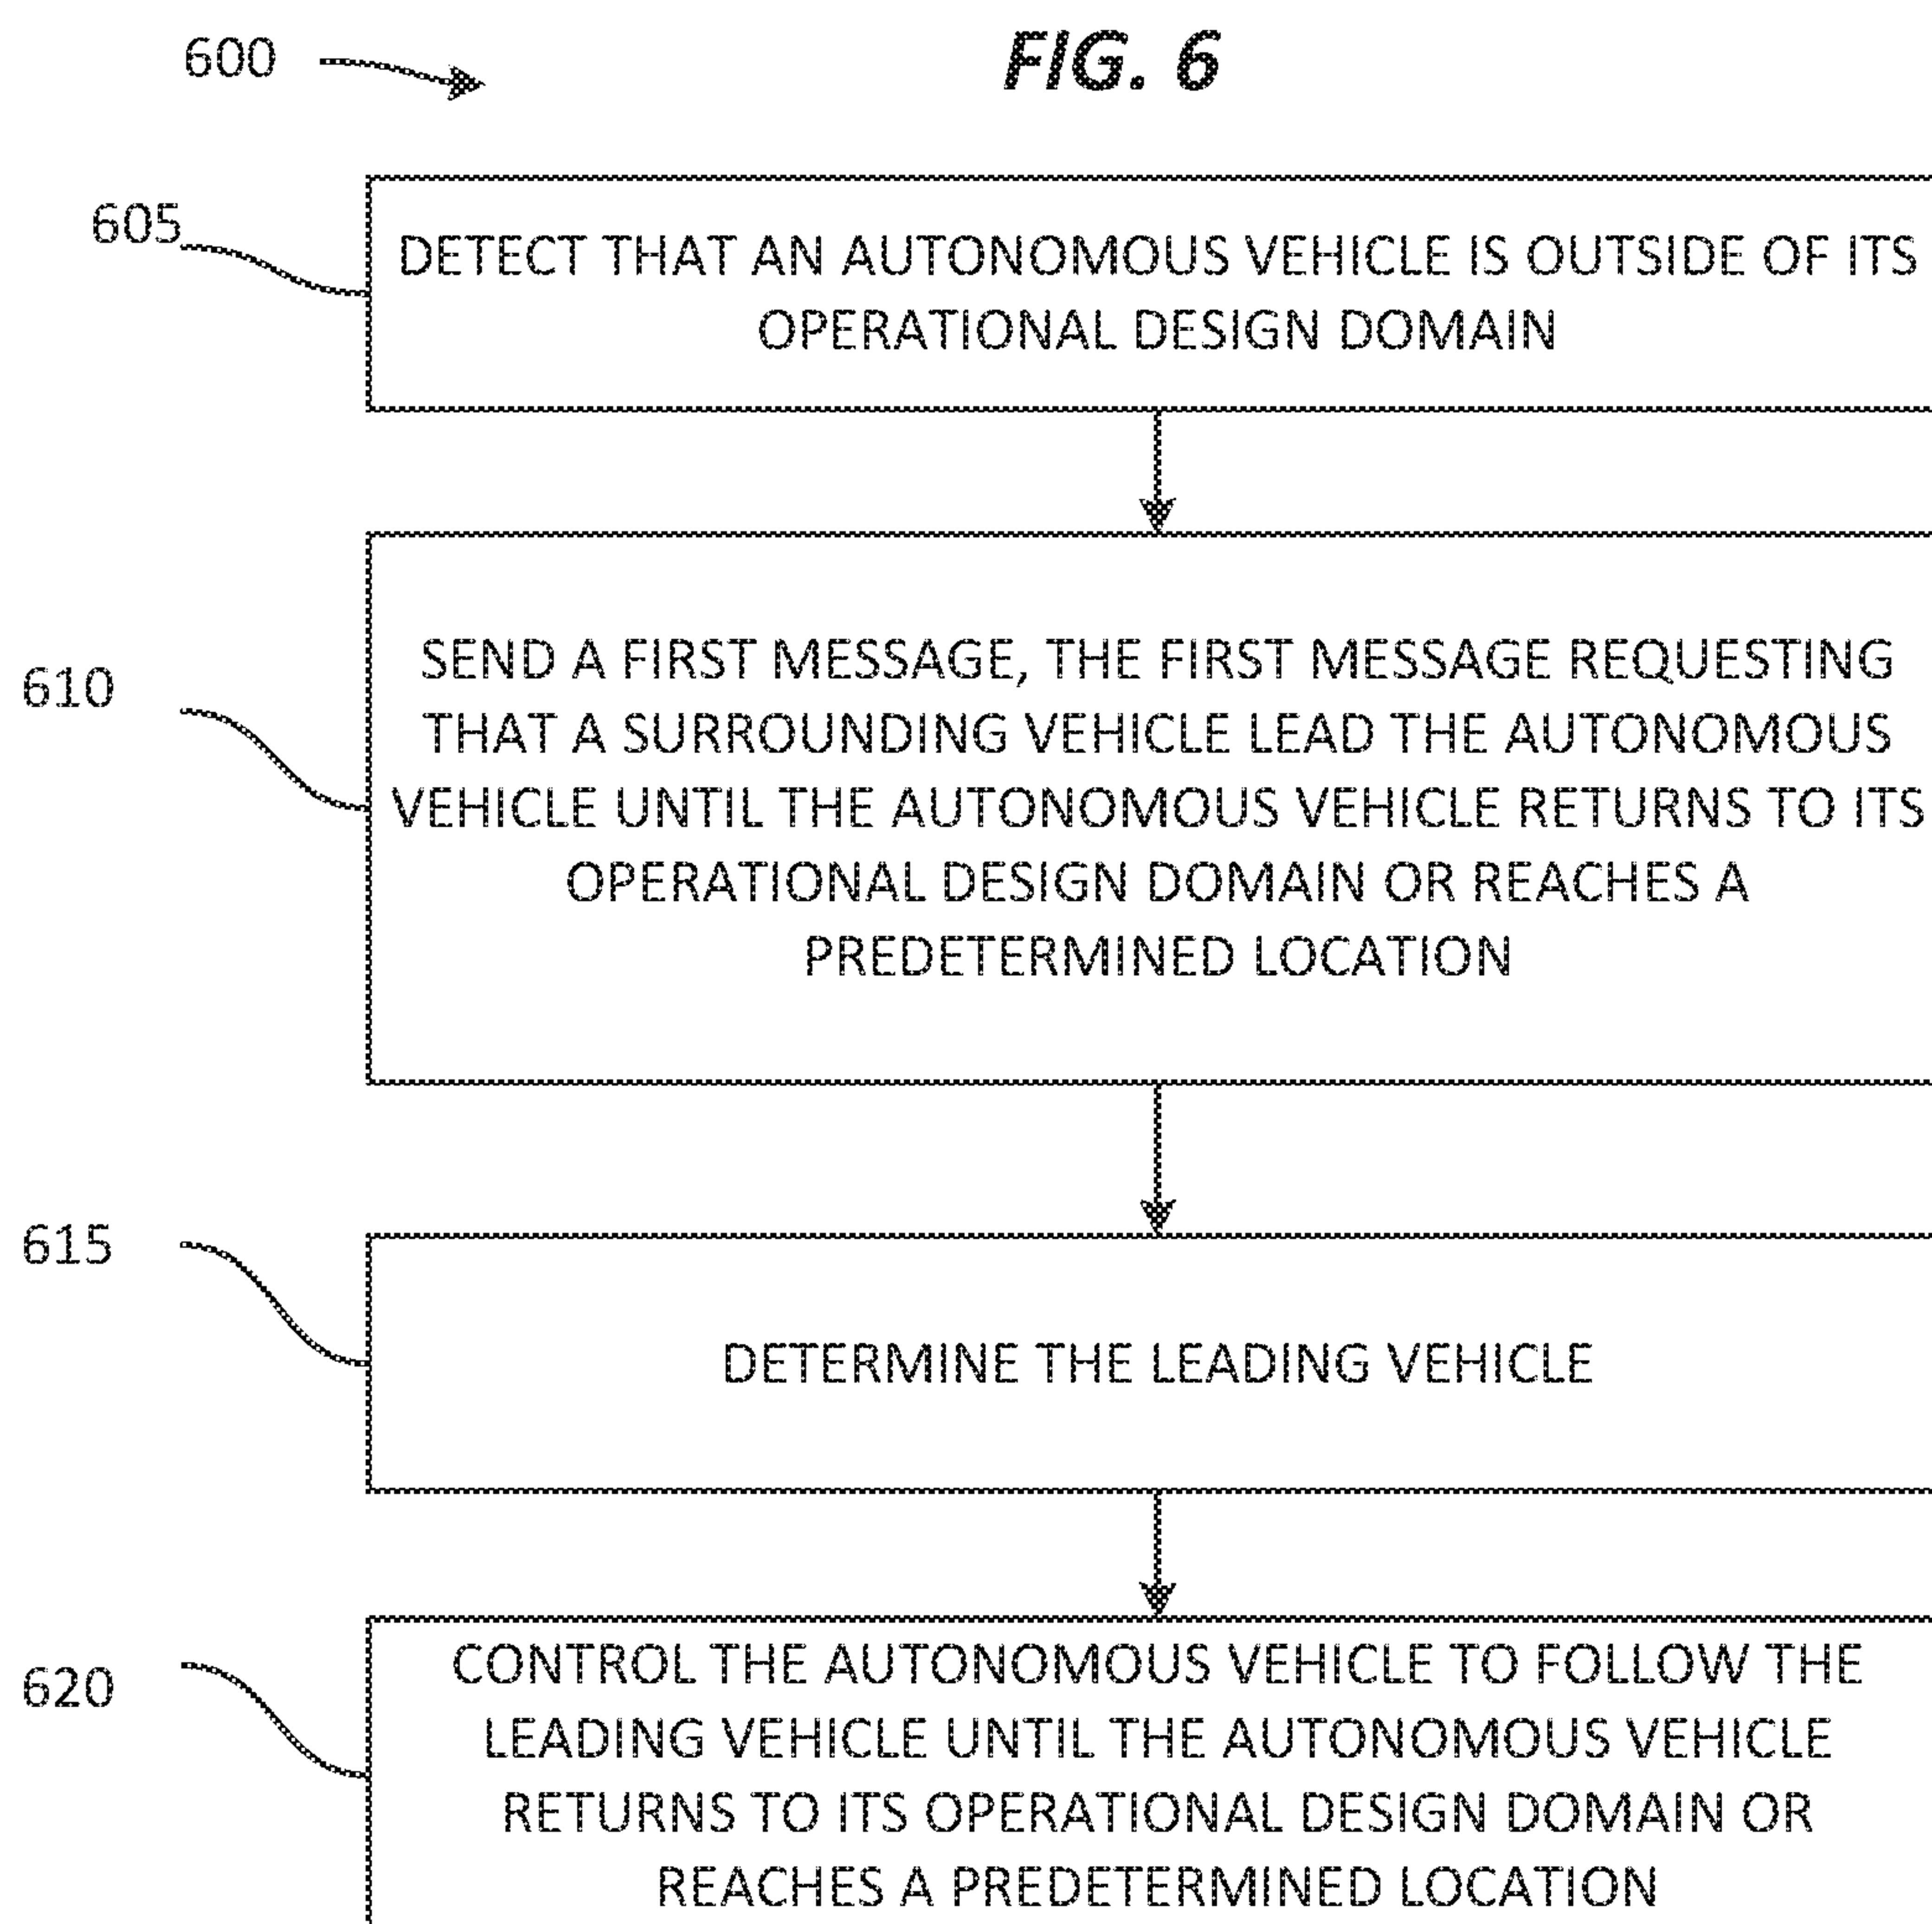 600
FIG. 6
605
DETECT THAT AN AUTONOMOUS VEHICLE IS OUTSIDE OF ITS
OPERATIONAL DESIGN DOMAIN
610
SEND A FIRST MESSAGE, THE FIRST MESSAGE REQUESTING
THAT A SURROUNDING VEHICLE LEAD THE AUTONOMOUS
VEHICLE UNTIL THE AUTONOMOUS VEHICLE RETURNS TO ITS
OPERATIONAL DESIGN DOMAIN OR REACHES A
PREDETERMINED LOCATION
615
DETERMINE THE LEADING VEHICLE
620
CONTROL THE AUTONOMOUS VEHICLE TO FOLLOW THE
LEADING VEHICLE UNTIL THE AUTONOMOUS VEHICLE
RETURNS TO ITS OPERATIONAL DESIGN DOMAIN OR
REACHES A PREDETERMINED LOCATION